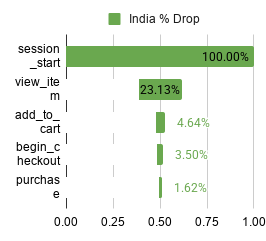 India % Drop
session
_start
100.00%
view_ite
m
23.13%
add_to_
cart
4.64%
begin_c
heckout
3.50%
purchas
e
1.62%
0.00 0.25 0.50 0.75 1.00